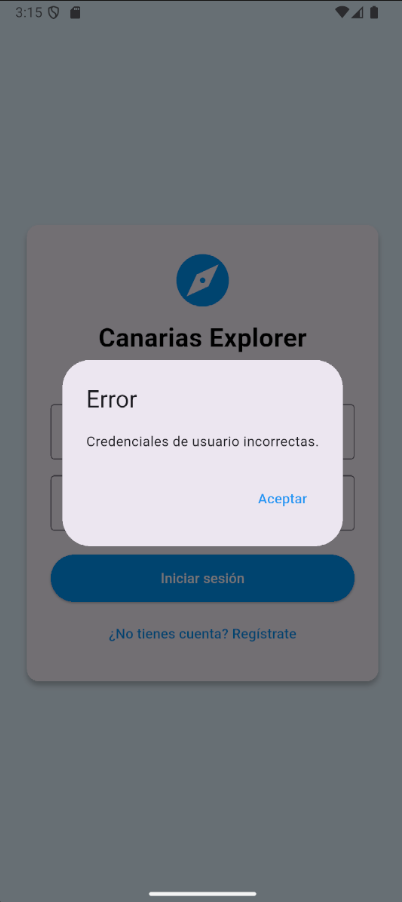 3:15
Canarias Explorer
Error
Credenciales de usuario incorrectas.
Aceptar
Iniciar sesión
¿No tienes cuenta? Regístrate